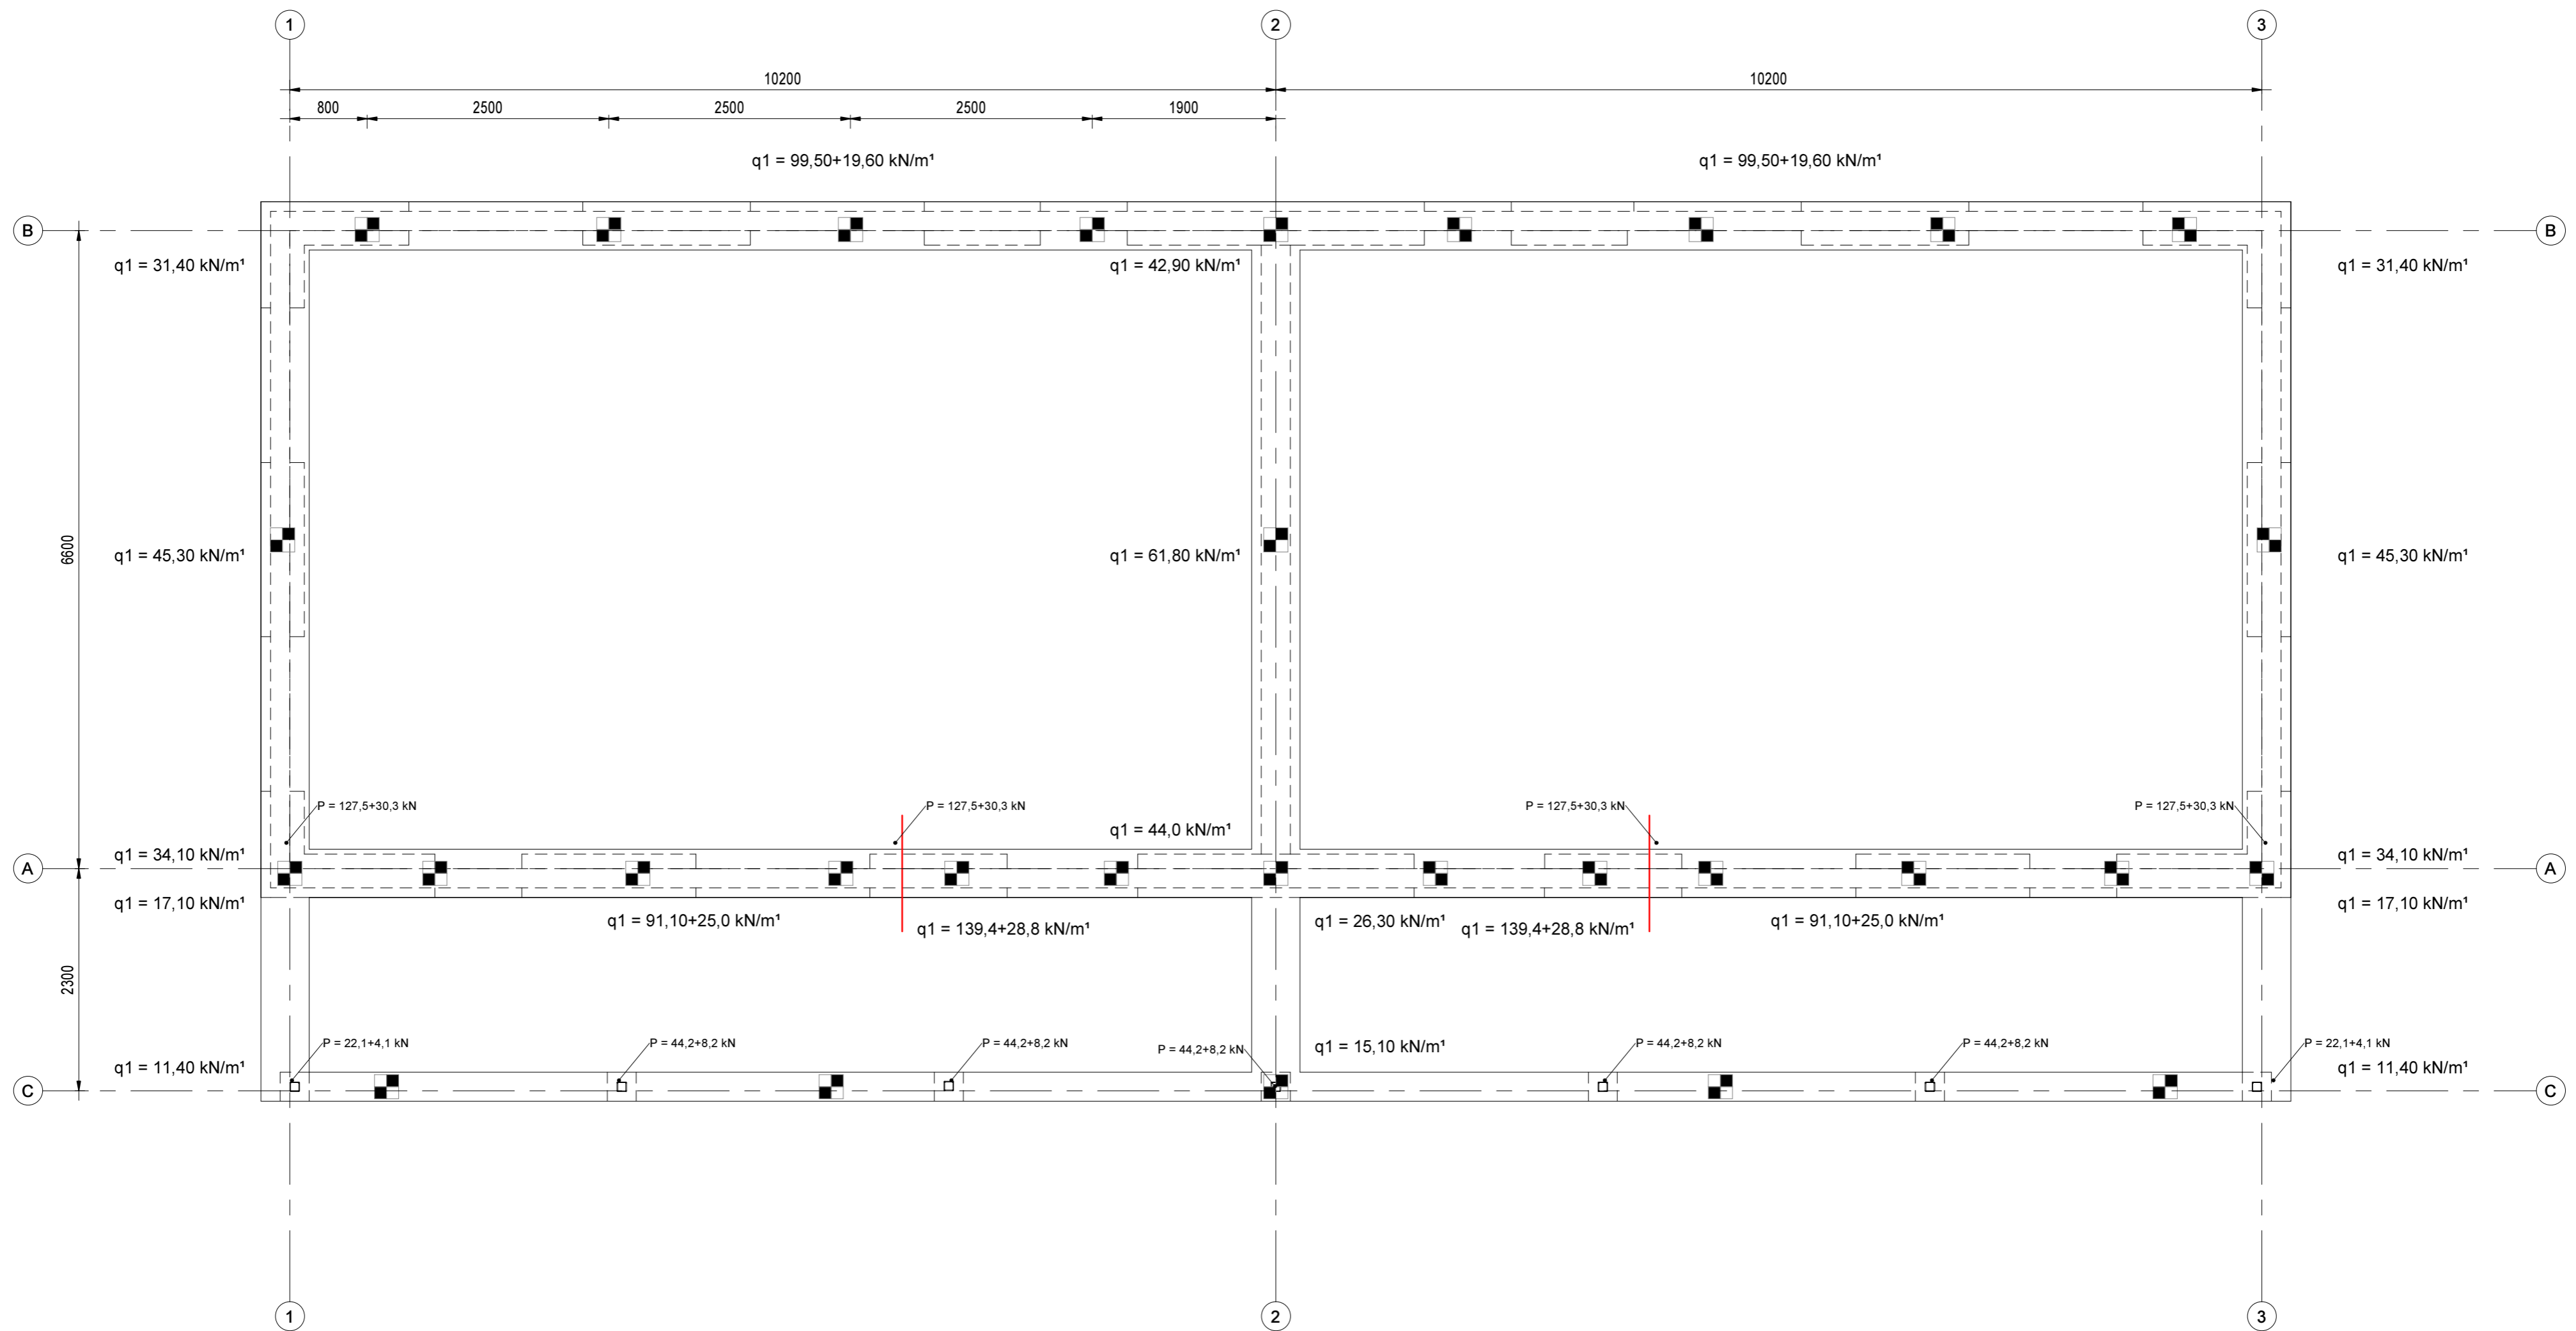 1
2
3
10200
10200
800
2500
2500
2500
1900
q1 = 99,50+19,60 kN/m¹
q1 = 99,50+19,60 kN/m¹
B
B
q1 = 31,40 kN/m¹
q1 = 42,90 kN/m¹
q1 = 31,40 kN/m¹
6600
q1 = 45,30 kN/m¹
q1 = 61,80 kN/m¹
q1 = 45,30 kN/m¹
P = 127,5+30,3 kN
P = 127,5+30,3 kN
P = 127,5+30,3 kN
P = 127,5+30,3 kN
q1 = 44,0 kN/m¹
q1 = 34,10 kN/m¹
q1 = 34,10 kN/m¹
A
A
q1 = 17,10 kN/m¹
q1 = 17,10 kN/m¹
q1 = 91,10+25,0 kN/m¹
q1 = 139,4+28,8 kN/m¹
q1 = 26,30 kN/m¹
q1 = 139,4+28,8 kN/m¹
q1 = 91,10+25,0 kN/m¹
2300
P = 22,1+4,1 kN
P = 44,2+8,2 kN
P = 44,2+8,2 kN
P = 44,2+8,2 kN
q1 = 15,10 kN/m¹
P = 44,2+8,2 kN
P = 44,2+8,2 kN
P = 22,1+4,1 kN
q1 = 11,40 kN/m¹
q1 = 11,40 kN/m¹
C
C
1
2
3